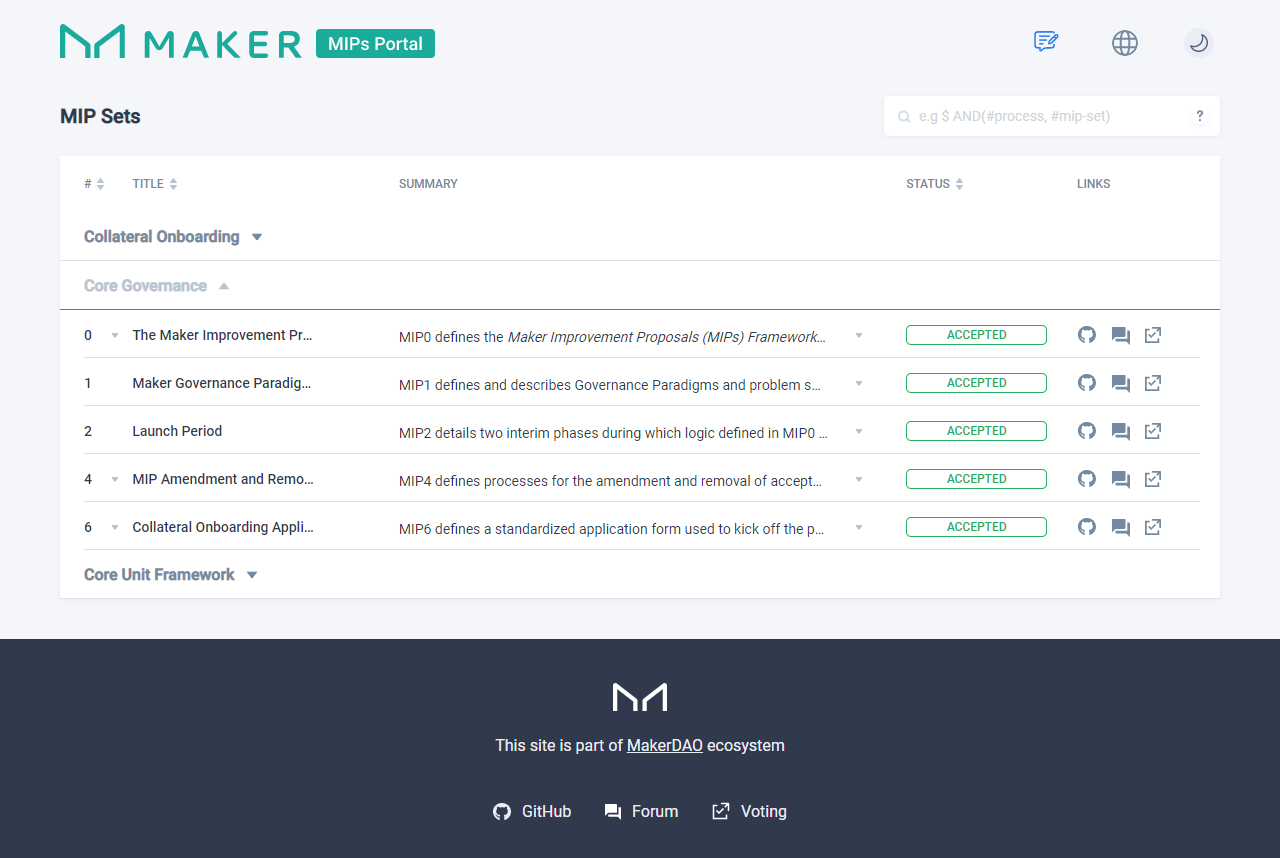 MAKER MIPs Portal
MIP Sets
e.g $ AND(#process, #mip-set) ?
# TITLE SUMMARY STATUS LINKS
Collateral Onboarding
Core Governance
0 The Maker Improvement Pr... MIP0 defines the Maker Improvement Proposals (MIPs) Framework... ACCEPTED
1 Maker Governance Paradig... MIP1 defines and describes Governance Paradigms and problem s... ACCEPTED
2 Launch Period MIP2 details two interim phases during which logic defined in MIP0 ... ACCEPTED
4 MIP Amendment and Remo... MIP4 defines processes for the amendment and removal of accept... ACCEPTED
6 Collateral Onboarding Appli... MIP6 defines a standardized application form used to kick off the p... ACCEPTED
Core Unit Framework
This site is part of MakerDAO ecosystem
GitHub Forum Voting